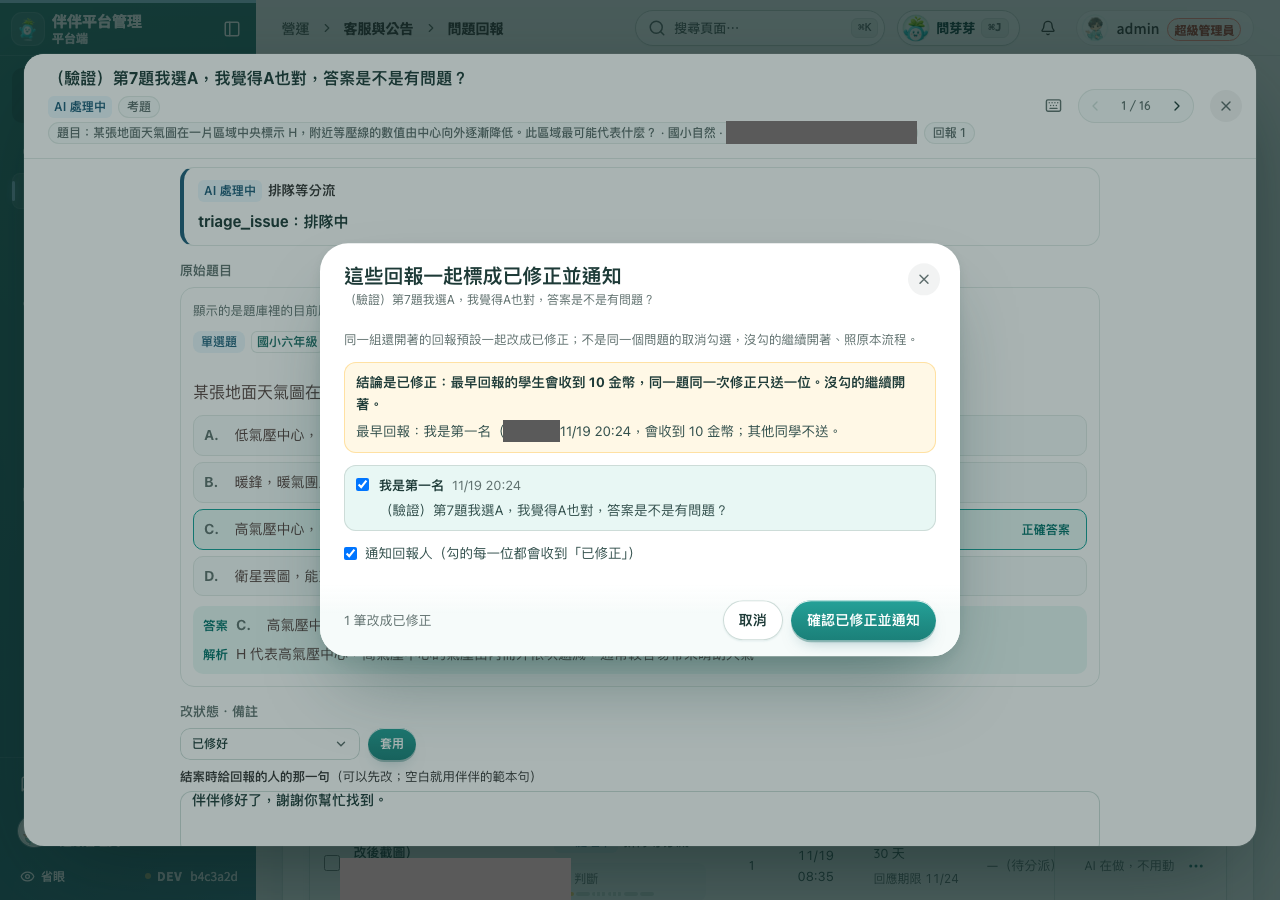 伴伴平台管理
平台端
營運 › 客服與公告 › 問題回報
搜尋頁面… ⌘K
問芽芽 ⌘J
admin 超級管理員
（驗證）第7題我選A，我覺得A也對，答案是不是有問題？
AI 處理中 考題
1 / 16
題目：某張地面天氣圖在一片區域中央標示 H，附近等壓線的數值由中心向外逐漸降低。此區域最可能代表什麼？ · 國小自然 ·
回報 1
AI 處理中 排隊等分流
triage_issue：排隊中
原始題目
顯示的是題庫裡的目前
單選題 國小六年級
某張地面天氣圖在
A. 低氣壓中心，
B. 暖鋒，暖氣團
C. 高氣壓中心，
正確答案
D. 衛星雲圖，能
答案 C. 高氣壓中
解析 H 代表高氣壓中心
這些回報一起標成已修正並通知
（驗證）第7題我選A，我覺得A也對，答案是不是有問題？
同一組還開著的回報預設一起改成已修正；不是同一個問題的取消勾選，沒勾的繼續開著、照原本流程。
結論是已修正：最早回報的學生會收到 10 金幣，同一題同一次修正只送一位。沒勾的繼續開
著。
最早回報：我是第一名（ 11/19 20:24，會收到 10 金幣；其他同學不送。
我是第一名 11/19 20:24
（驗證）第7題我選A，我覺得A也對，答案是不是有問題？
通知回報人（勾的每一位都會收到「已修正」）
1 筆改成已修正
取消
確認已修正並通知
改狀態 · 備註
已修好
套用
結案時給回報的人的那一句（可以先改；空白就用伴伴的範本句）
伴伴修好了，謝謝你幫忙找到。
改後截圖）
判斷
1
11/19
08:35
30 天
回應期限 11/24
—（待分派）
AI 在做，不用動
省眼
DEV b4c3a2d